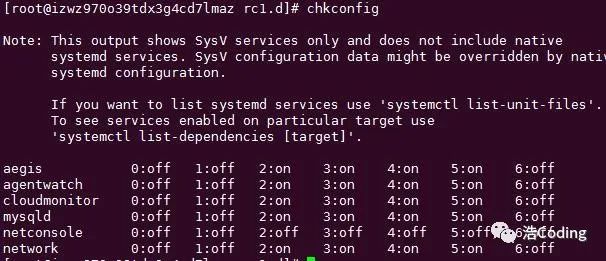 [root@izwz970o39tdx3g4cd7lmaz rc1.d]# chkconfig
Note: This output shows SysV services only and does not include native
systemd services. SysV configuration data might be overridden by nativ
systemd configuration.
If you want to list systemd services use 'systemctl list-unit-files'.
To see services enabled on particular target use
'systemctl list-dependencies [target]'.
aegis 0:off 1:off 2:on 3:on 4:on 5:on 6:off
agentwatch 0:off 1:off 2:on 3:on 4:on 5:on 6:off
cloudmonitor 0:off 1:off 2:on 3:on 4:on 5:on 6:off
mysqld 0:off 1:off 2:on 3:on 4:on 5:on 6:off
netconsole 0:off 1:off 2:off 3:off 4:off 5:off 6:off
network 0:off 1:off 2:on 3:on 4:on 5:on 6:off
浩Coding